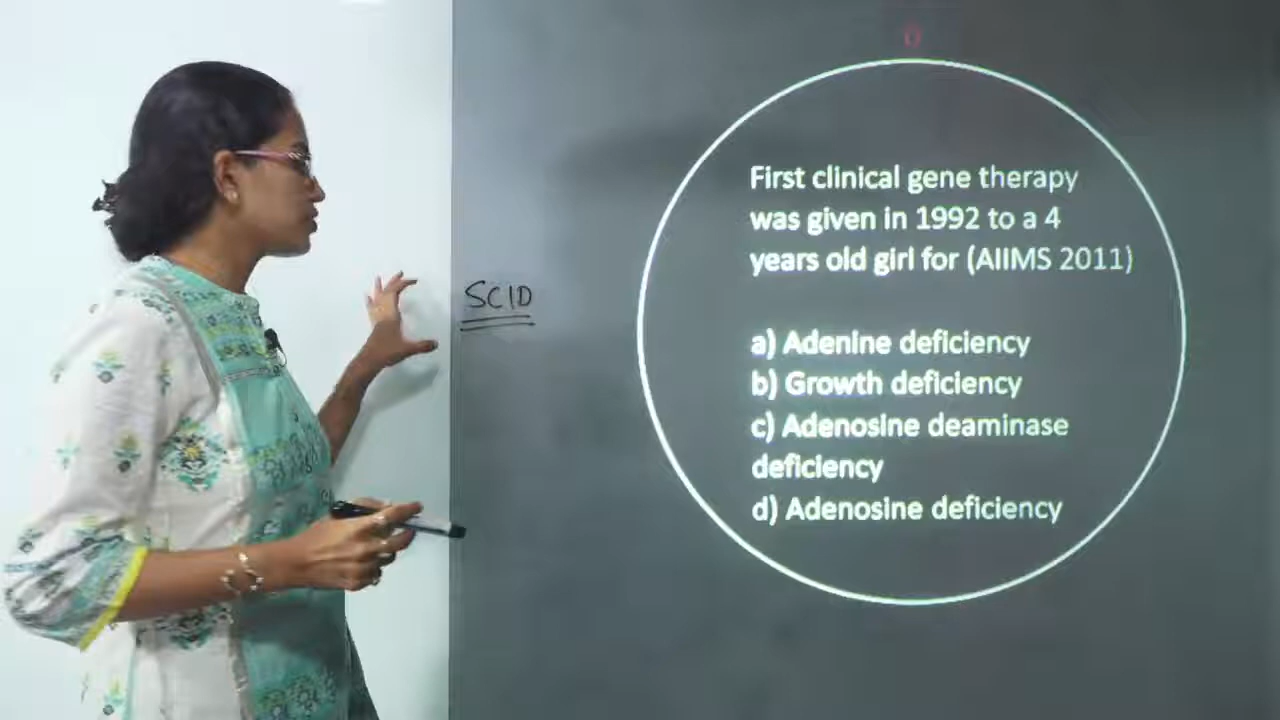 0
SCID
First clinical gene therapy
was given in 1992 to a 4
years old girl for (AIIMS 2011)
a) Adenine deficiency
b) Growth deficiency
c) Adenosine deaminase
deficiency
d) Adenosine deficiency